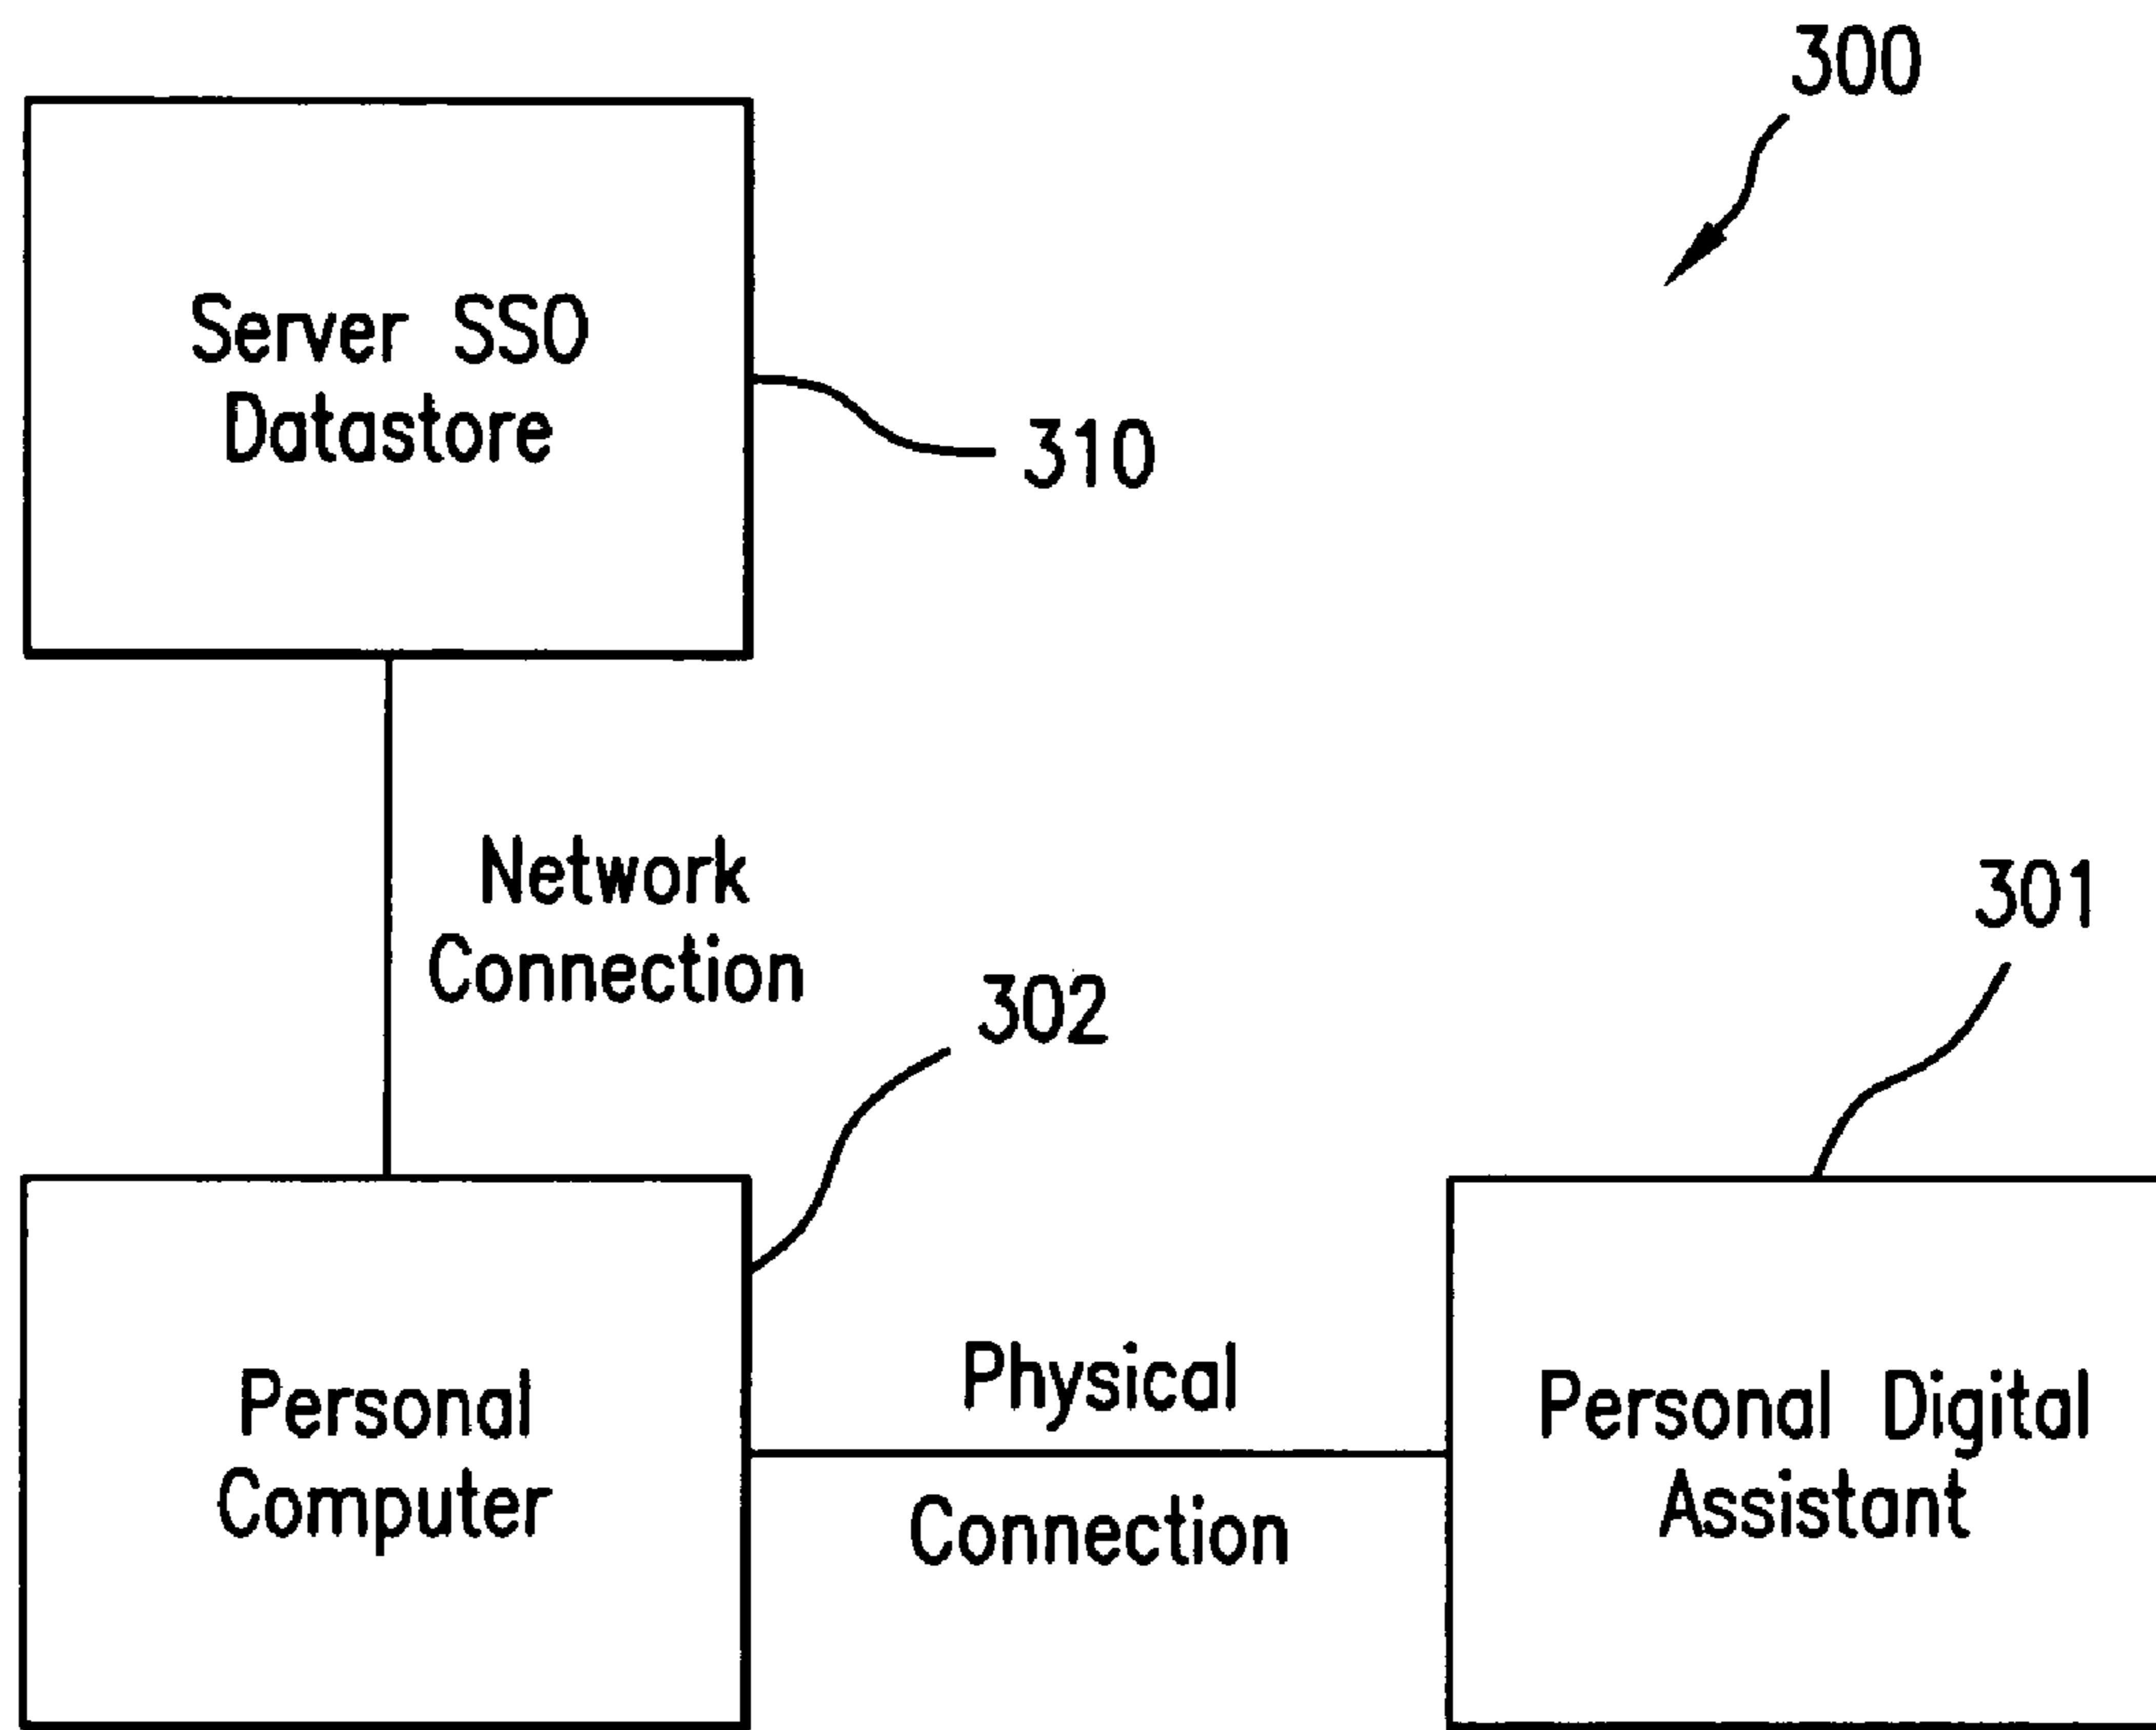 300
Server SSO
Datastore
310
Network
Connection
301
302
Personal
Computer
Physical
Connection
Personal Digital
Assistant